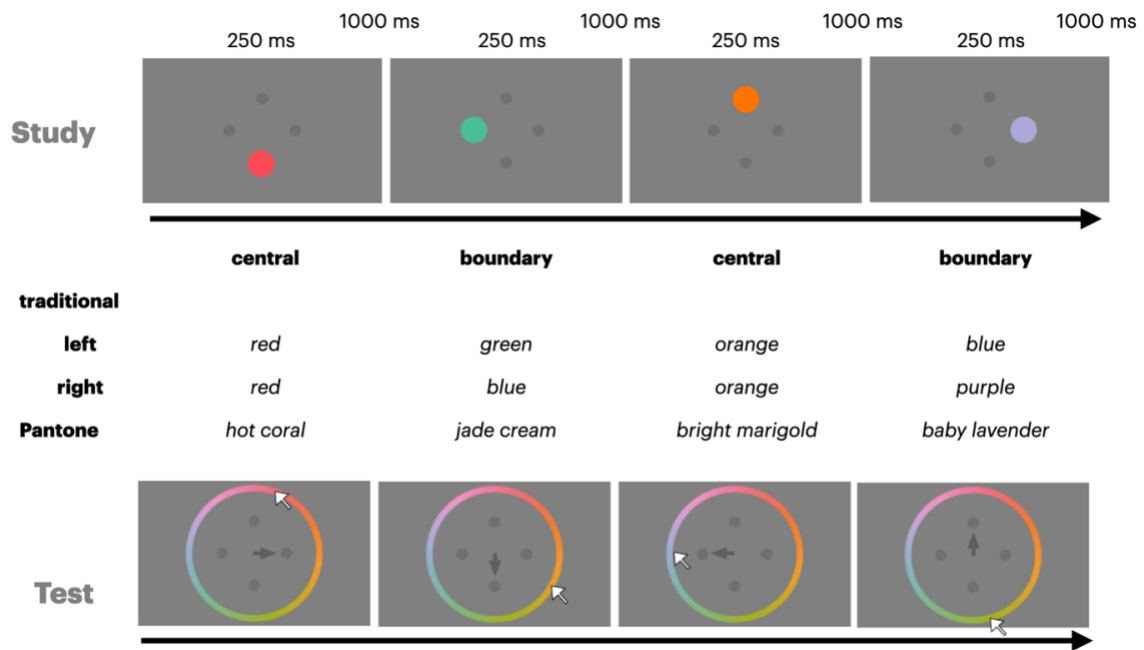 1000 ms 1000 ms 1000 ms 1000 ms
250 ms 250 ms 250 ms 250 ms
Study
central boundary central boundary
traditional
left red green orange blue
right red blue orange purple
Pantone hot coral jade cream bright marigold baby lavender
Test